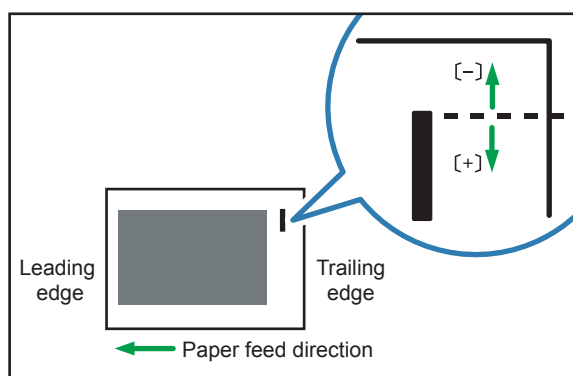 〔−〕
〔+〕
Leading
edge
Trailing
edge
Paper feed direction